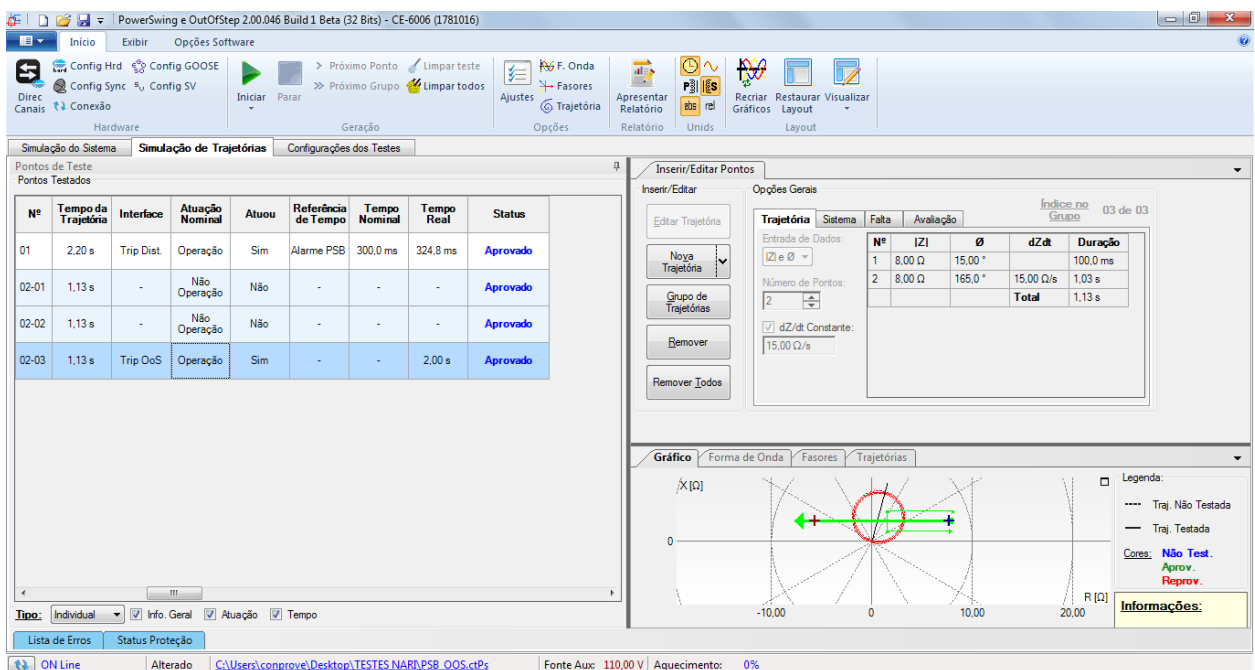 PowerSwing e OutOfStep 2.00.046 Build 1 Beta (32 Bits) - CE-6006 (1781016)
Início Exibir Opções Software
Direc Canais
Config Hrd Config GOOSE
Config Sync Config SV
Conexão
Hardware
Iniciar Parar
Próximo Ponto Limpar teste
Próximo Grupo Limpar todos
Geração
Ajustes
F. Onda
Fasores
Trajetória
Opções
Apresentar Relatório
Relatório
abs rel
Unids
Recriar Gráficos Restaurar Layout Visualizar
Layout
Simulação do Sistema Simulação de Trajetórias Configurações dos Testes
Pontos de Teste
Pontos Testados
Nº Tempo da Trajetória Interface Atuação Nominal Atuou Referência de Tempo Tempo Nominal Tempo Real Status
01 2,20 s Trip Dist. Operação Sim Alarme PSB 300,0 ms 324,8 ms Aprovado
02-01 1,13 s - Não Operação Não - - - Aprovado
02-02 1,13 s - Não Operação Não - - - Aprovado
02-03 1,13 s Trip OoS Operação Sim - - 2,00 s Aprovado
Tipo: Individual Info. Geral Atuação Tempo
Lista de Erros Status Proteção
Inserir/Editar Pontos
Inserir/Editar
Editar Trajetória
Nova Trajetória
Grupo de Trajetórias
Remover
Remover Todos
Opções Gerais
Índice no Grupo 03 de 03
Trajetória Sistema Falta Avaliação
Entrada de Dados:
|Z| e Ø
Número de Pontos:
2
dZ/dt Constante:
15,00 Ω/s
Nº |Z| Ø dZdt Duração
1 8,00 Ω 15,00 ° 100,0 ms
2 8,00 Ω 165,0 ° 15,00 Ω/s 1,03 s
Total 1,13 s
Gráfico Forma de Onda Fasores Trajetórias
X [Ω]
0
R [Ω]
-10,00 0 10,00 20,00
Legenda:
Traj. Não Testada
Traj. Testada
Cores: Não Test.
Aprov.
Reprov.
Informações:
ON Line Alterado C:\Users\conprove\Desktop\TESTES NARI\PSB_OOS.ctPs Fonte Aux: 110,00 V Aquecimento: 0%